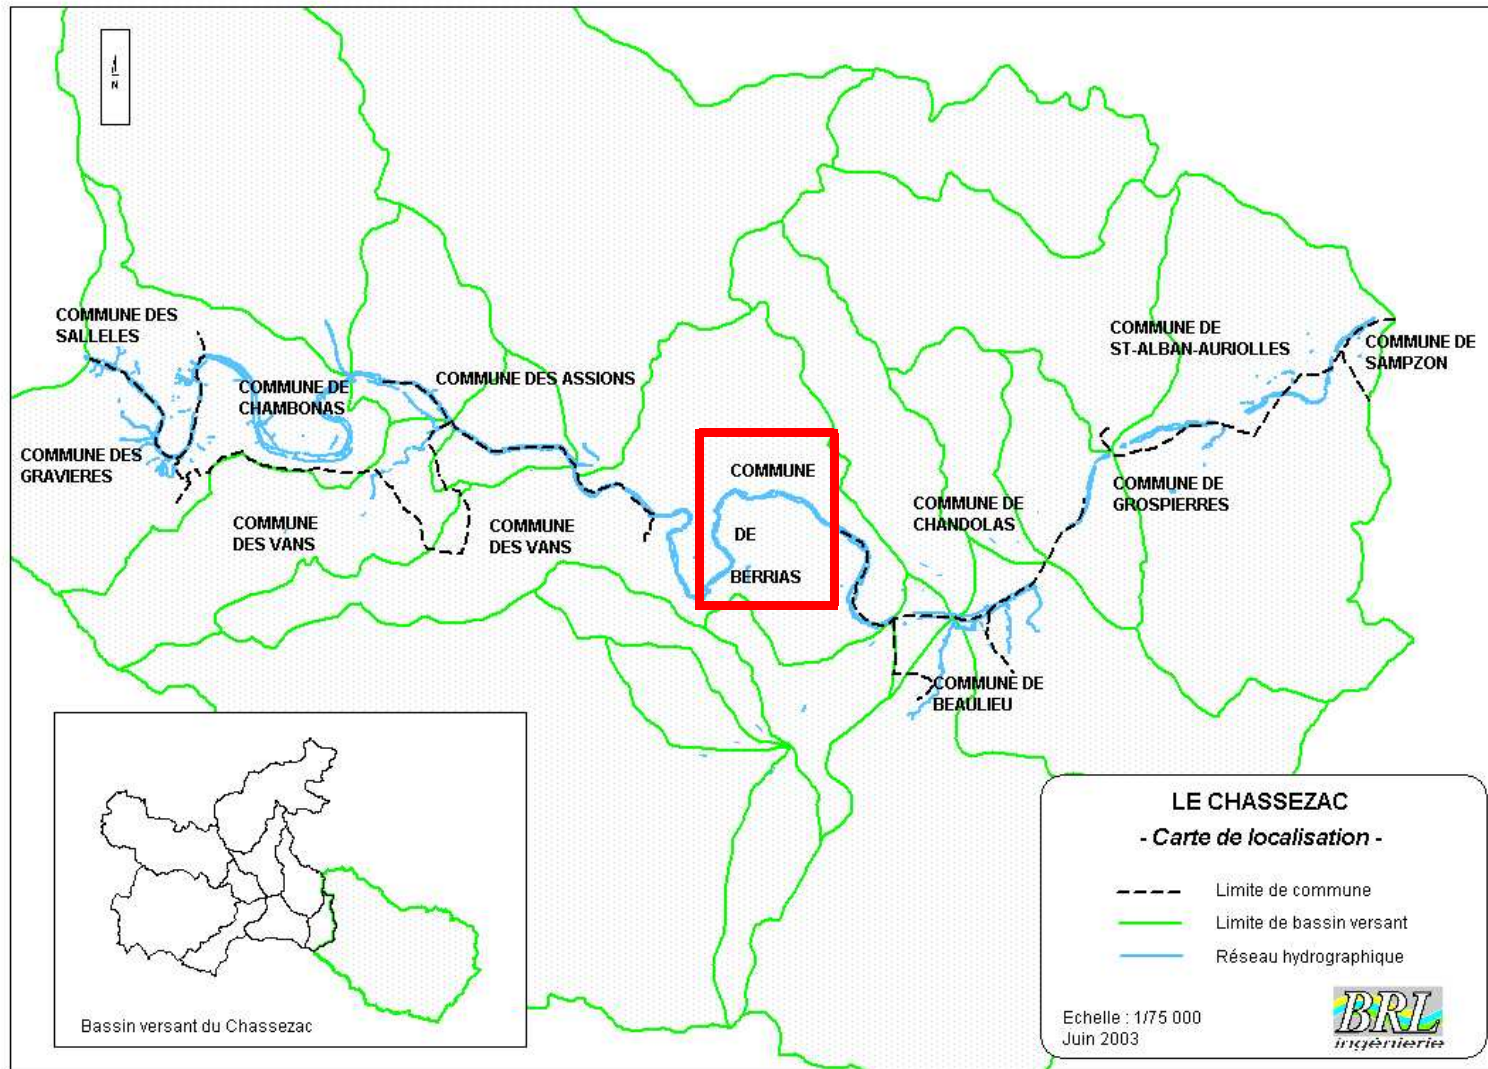 N
COMMUNE DES
SALLELES
COMMUNE DE
CHAMBONAS
COMMUNE DES ASSIONS
COMMUNE DE
ST-ALBAN-AURIOLLES
COMMUNE DE
SAMPZON
COMMUNE DES
GRAVIERES
COMMUNE
DES VANS
COMMUNE
DES VANS
COMMUNE
DE
BERRIAS
COMMUNE DE
CHANDOLAS
COMMUNE DE
GROSPIERRES
COMMUNE DE
BEAULIEU
Bassin versant du Chassezac
LE CHASSEZAC
- Carte de localisation -
Limite de commune
Limite de bassin versant
Réseau hydrographique
Echelle : 1/75 000
Juin 2003
BRL
ingénierie